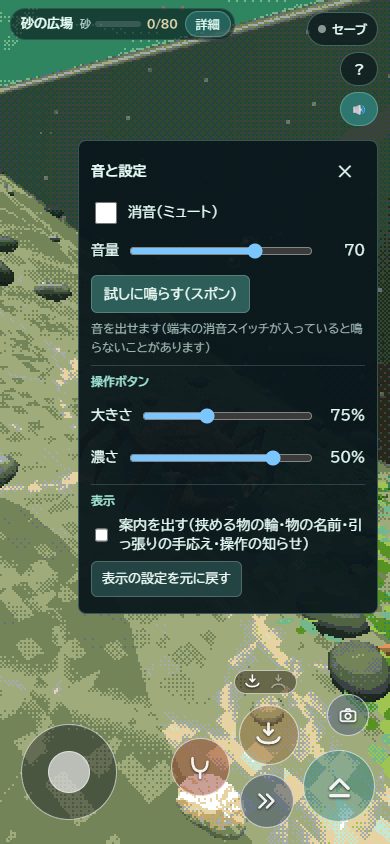 砂の広場 砂 0/80 詳細
セーブ
?
音と設定 ×
消音(ミュート)
音量 70
試しに鳴らす(スポン)
音を出せます(端末の消音スイッチが入っていると鳴
らないことがあります)
操作ボタン
大きさ 75%
濃さ 50%
表示
案内を出す(挟める物の輪・物の名前・引
っ張りの手応え・操作の知らせ)
表示の設定を元に戻す